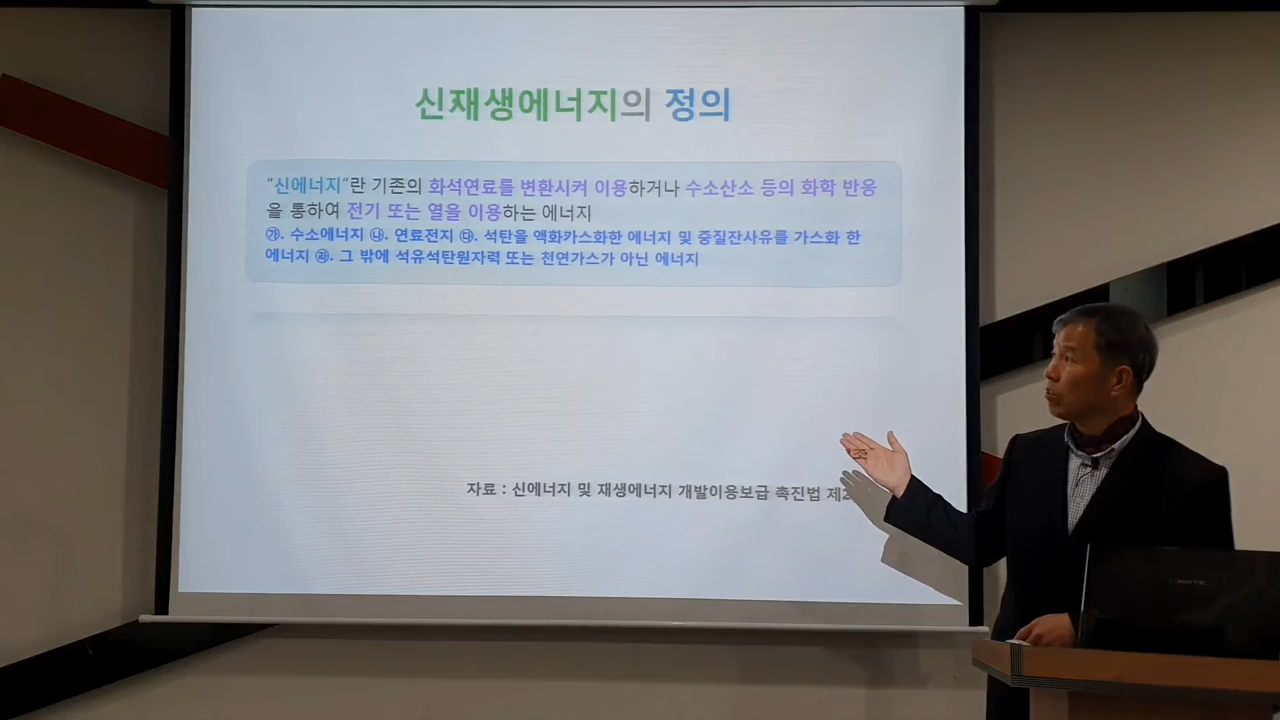 신재생에너지의 정의
“신에너지”란 기존의 화석연료를 변환시켜 이용하거나 수소산소 등의 화학 반응
을 통하여 전기 또는 열을 이용하는 에너지
㉮. 수소에너지 ㉯. 연료전지 ㉰. 석탄을 액화카스화한 에너지 및 중질잔사유를 가스화 한
에너지 ㉱. 그 밖에 석유석탄원자력 또는 천연가스가 아닌 에너지
자료 : 신에너지 및 재생에너지 개발이용보급 촉진법 제2